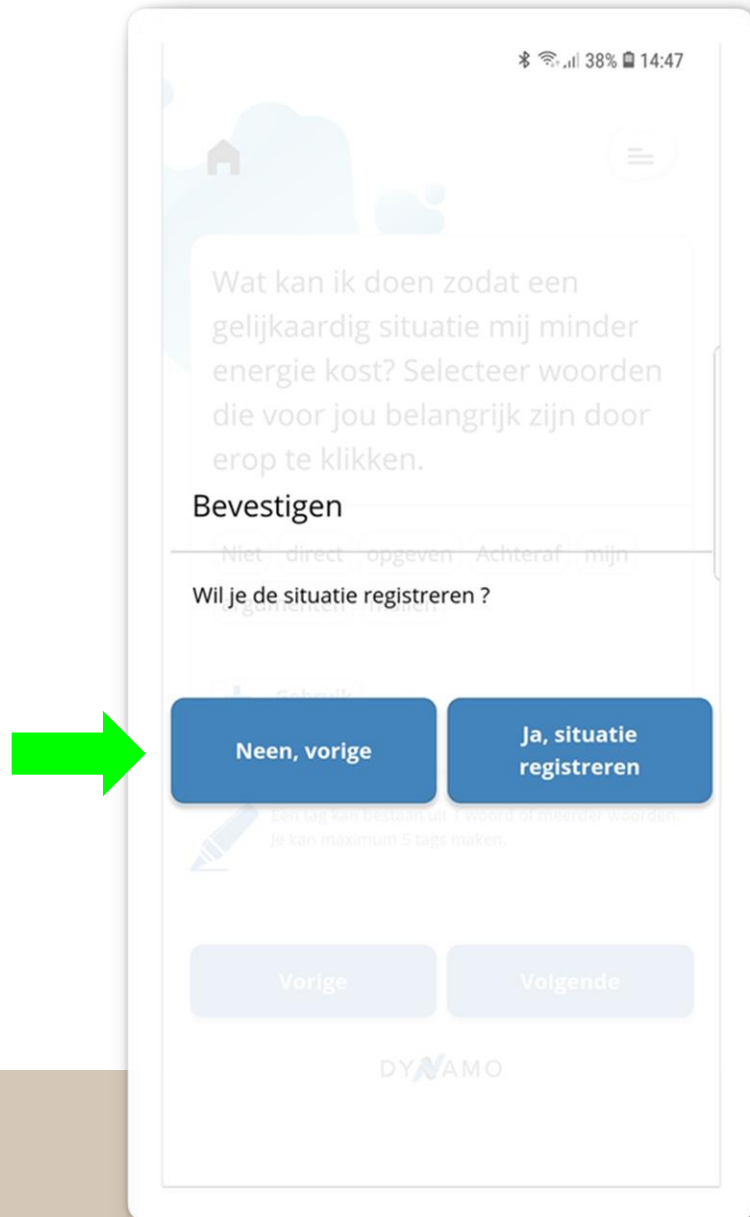 38% 14:47
Wat kan ik doen zodat een
gelijkaardig situatie mij minder
energie kost? Selecteer woorden
die voor jou belangrijk zijn door
erop te klikken.
Bevestigen
Niet direct opgeven Achteraf mijn
Wil je de situatie registreren ?
argumenten
Gebruik
Neen, vorige
Ja, situatie
registreren
Een tag kan bestaan uit 1 woord of meerder woorden.
Je kan maximum 5 tags maken.
Vorige
Volgende
DYNAMO